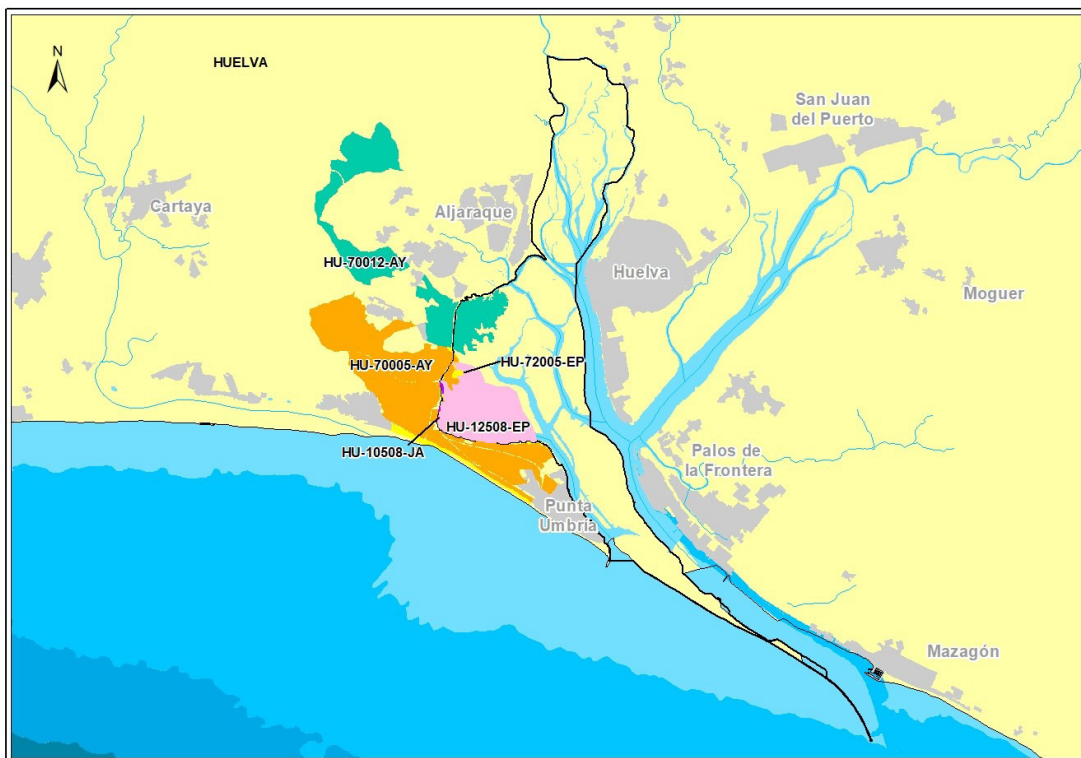 N
HUELVA
San Juan
del Puerto
Cartaya
Aljaraque
HU-70012-AY
Huelva
Moguer
HU-70005-AY
HU-72005-EP
HU-12508-EP
HU-10508-JA
Palos de
la Frontera
Punta
Umbría
Mazagón